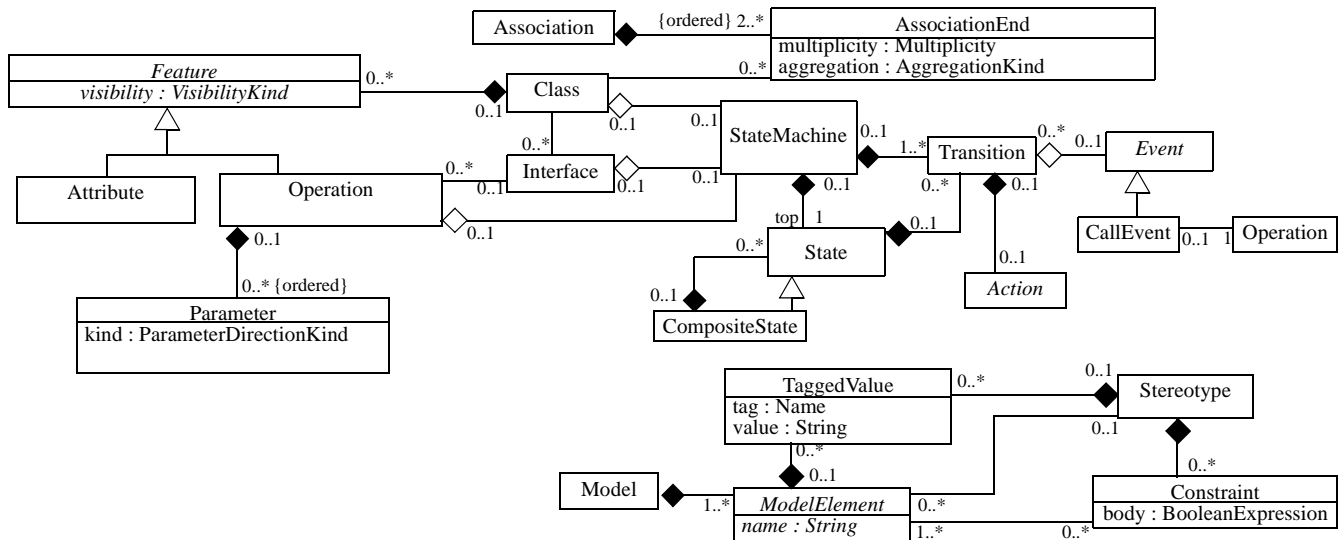 Association
{ordered} 2..*
AssociationEnd
multiplicity : Multiplicity
aggregation : AggregationKind
Feature
visibility : VisibilityKind
0..*
0..1
Class
0..*
0..1
0..1
StateMachine
0..1
1..*
Transition
0..*
0..1
Event
0..*
Interface
0..1
0..1
Attribute
Operation
0..*
0..1
0..1
0..1
0..*
0..1
CallEvent
0..1
1
Operation
0..1
top
1
State
0..1
0..*
0..1
CompositeState
0..1
Action
0..1
0..* {ordered}
Parameter
kind : ParameterDirectionKind
TaggedValue
tag : Name
value : String
0..*
0..1
Stereotype
0..1
0..*
0..1
0..*
Model
1..*
ModelElement
name : String
0..*
1..*
0..*
Constraint
body : BooleanExpression